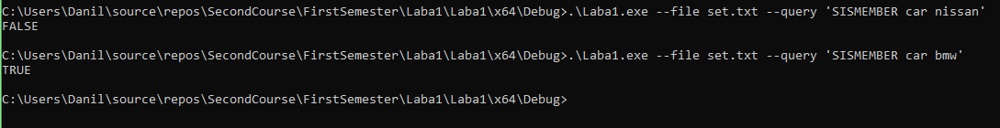 C:\Users\Danil\source\repos\SecondCourse\FirstSemester\Laba1\Laba1\x64\Debug>.\Laba1.exe --file set.txt --query 'SISMEMBER car nissan'
FALSE
C:\Users\Danil\source\repos\SecondCourse\FirstSemester\Laba1\Laba1\x64\Debug>.\Laba1.exe --file set.txt --query 'SISMEMBER car bmw'
TRUE
C:\Users\Danil\source\repos\SecondCourse\FirstSemester\Laba1\Laba1\x64\Debug>